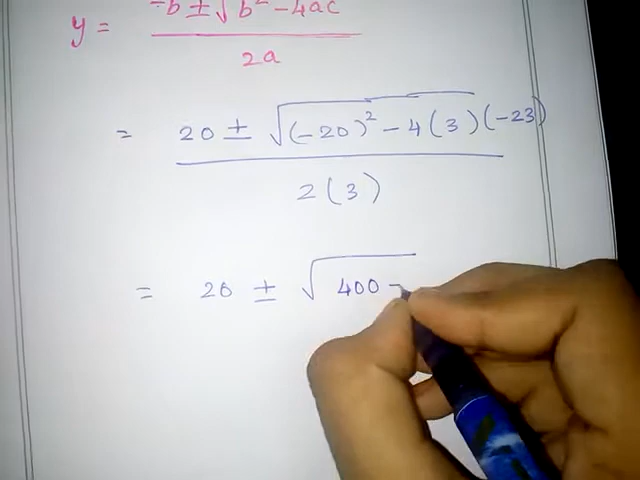 y = -b ± √b² - 4ac / 2a
= 20 ± √(-20)² - 4(3)(-23) / 2(3)
= 20 ± √400 -